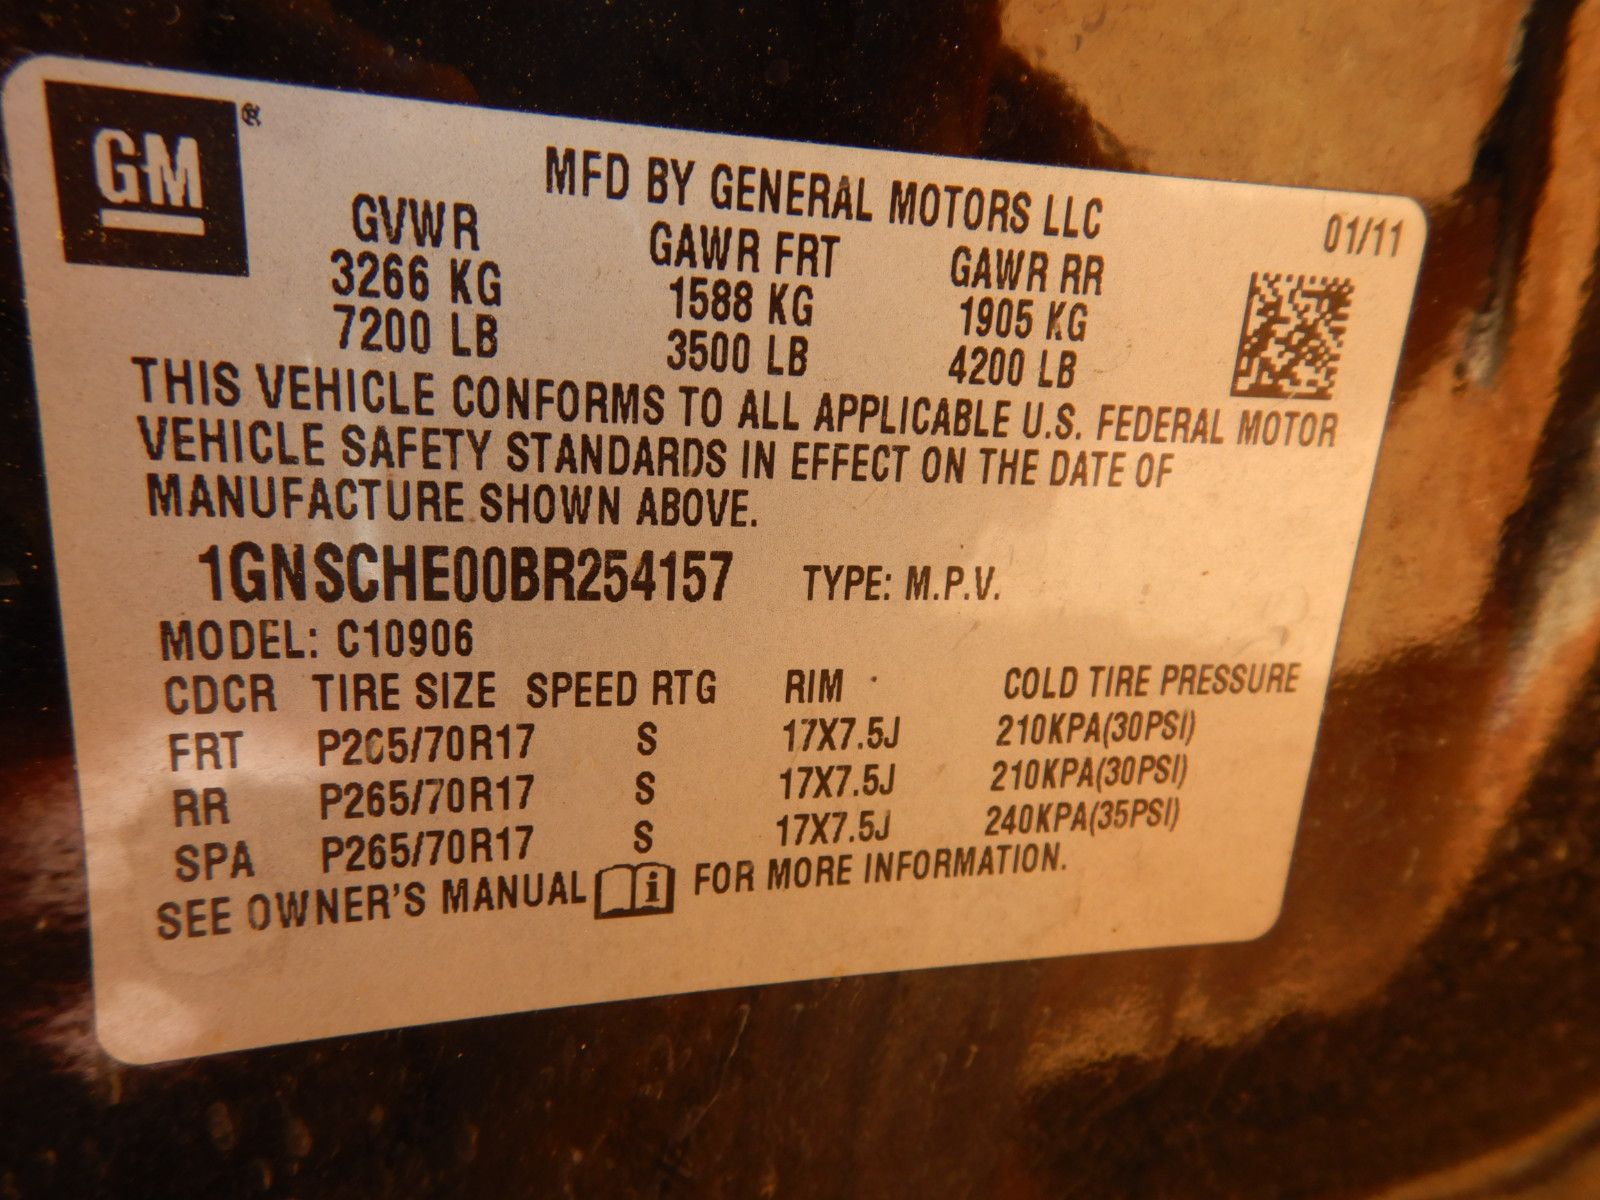 GM ®
MFD BY GENERAL MOTORS LLC
01/11
GVWR GAWR FRT GAWR RR
3266 KG 1588 KG 1905 KG
7200 LB 3500 LB 4200 LB
THIS VEHICLE CONFORMS TO ALL APPLICABLE U.S. FEDERAL MOTOR
VEHICLE SAFETY STANDARDS IN EFFECT ON THE DATE OF
MANUFACTURE SHOWN ABOVE.
1GNSCHE00BR254157 TYPE: M.P.V.
MODEL: C10906
CDCR TIRE SIZE SPEED RTG RIM COLD TIRE PRESSURE
FRT P265/70R17 S 17X7.5J 210KPA(30PSI)
RR P265/70R17 S 17X7.5J 210KPA(30PSI)
SPA P265/70R17 S 17X7.5J 240KPA(35PSI)
SEE OWNER'S MANUAL i FOR MORE INFORMATION.